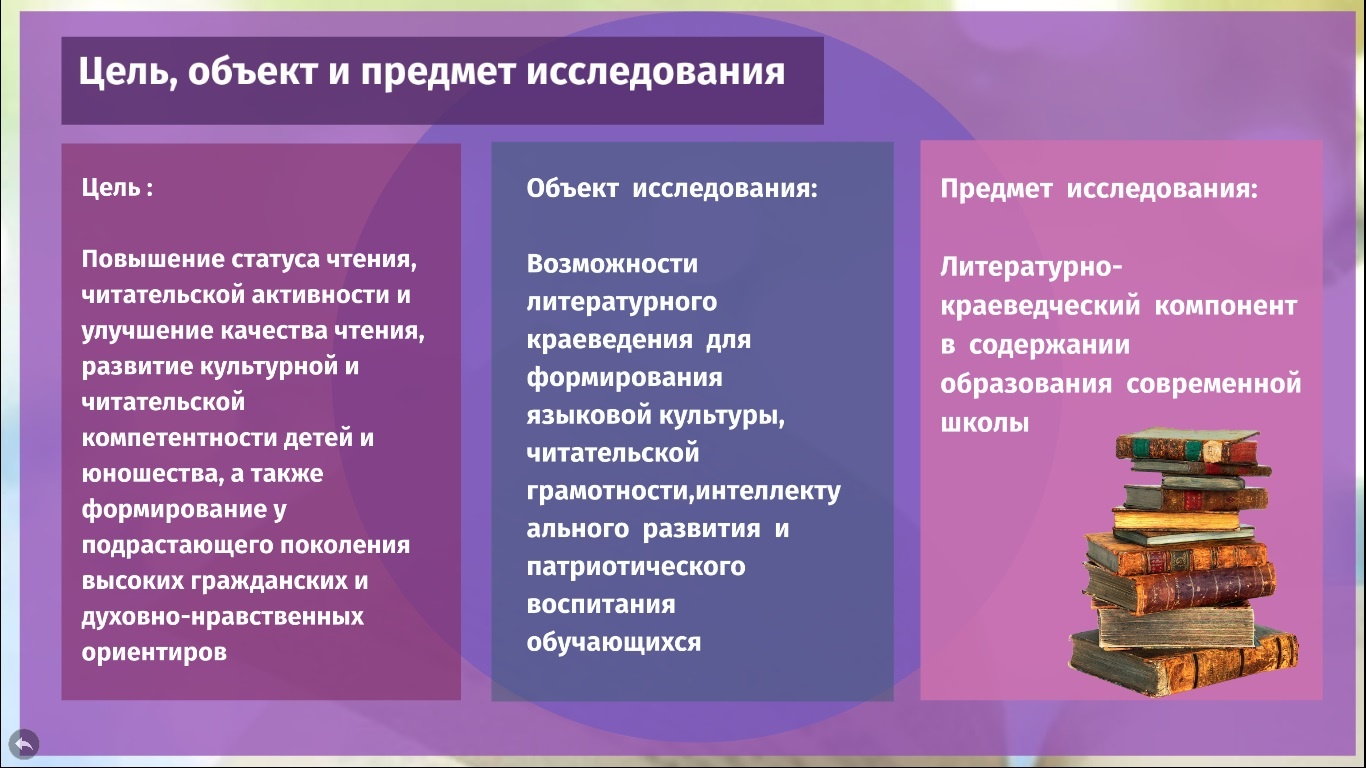 Цель, объект и предмет исследования
Цель :
Повышение статуса чтения,
читательской активности и
улучшение качества чтения,
развитие культурной и
читательской
компетентности детей и
юношества, а также
формирование у
подрастающего поколения
высоких гражданских и
духовно-нравственных
ориентиров
Объект исследования:
Возможности
литературного
краеведения для
формирования
языковой культуры,
читательской
грамотности,интеллекту
ального развития и
патриотического
воспитания
обучающихся
Предмет исследования:
Литературно-
краеведческий компонент
в содержании
образования современной
школы